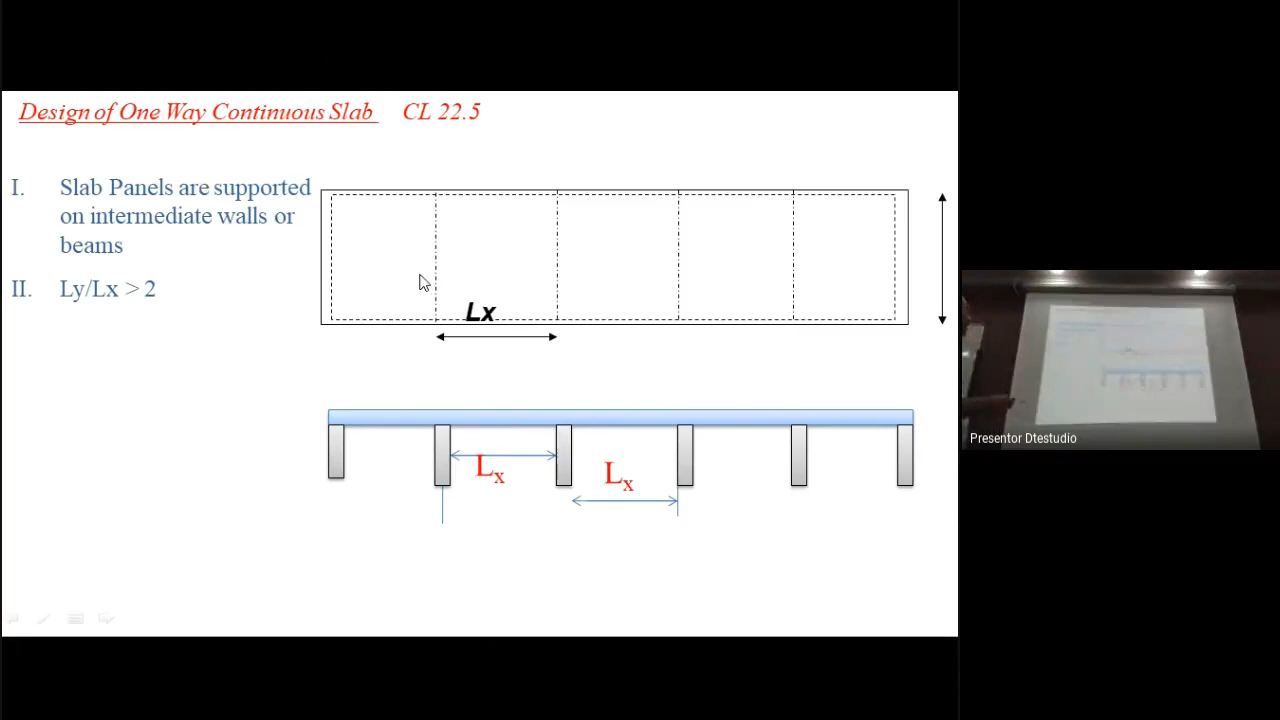 Design of One Way Continuous Slab CL 22.5
I. Slab Panels are supported
on intermediate walls or
beams
II. Ly/Lx > 2
Lx
Lx
Lx
Presentor Dtestudio